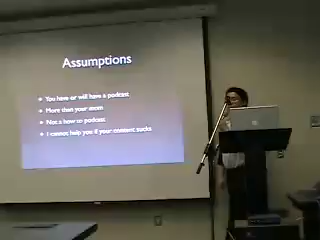 Assumptions
You have or will have a podcast
More than your mom
Not a how to podcast
I cannot help you if your content sucks